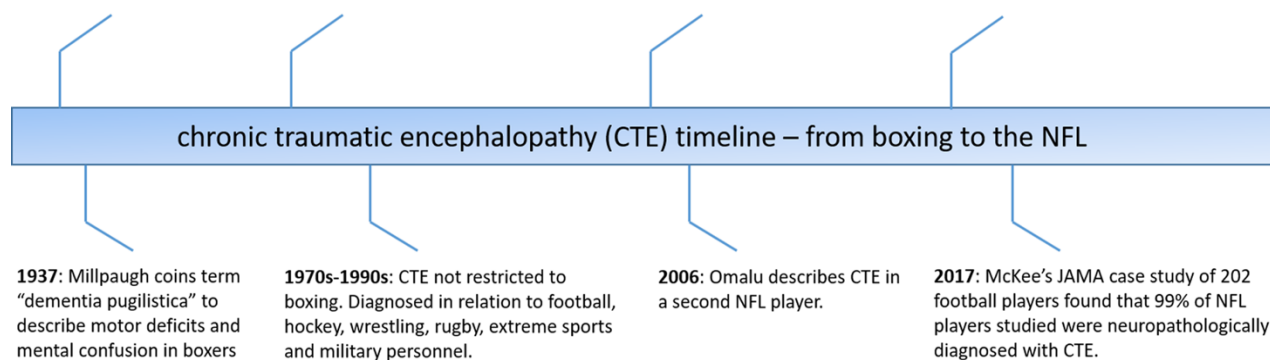 chronic traumatic encephalopathy (CTE) timeline – from boxing to the NFL
1937: Millpaugh coins term
“dementia pugilistica” to
describe motor deficits and
mental confusion in boxers
1970s-1990s: CTE not restricted to
boxing. Diagnosed in relation to football,
hockey, wrestling, rugby, extreme sports
and military personnel.
2006: Omalu describes CTE in
a second NFL player.
2017: McKee’s JAMA case study of 202
football players found that 99% of NFL
players studied were neuropathologically
diagnosed with CTE.